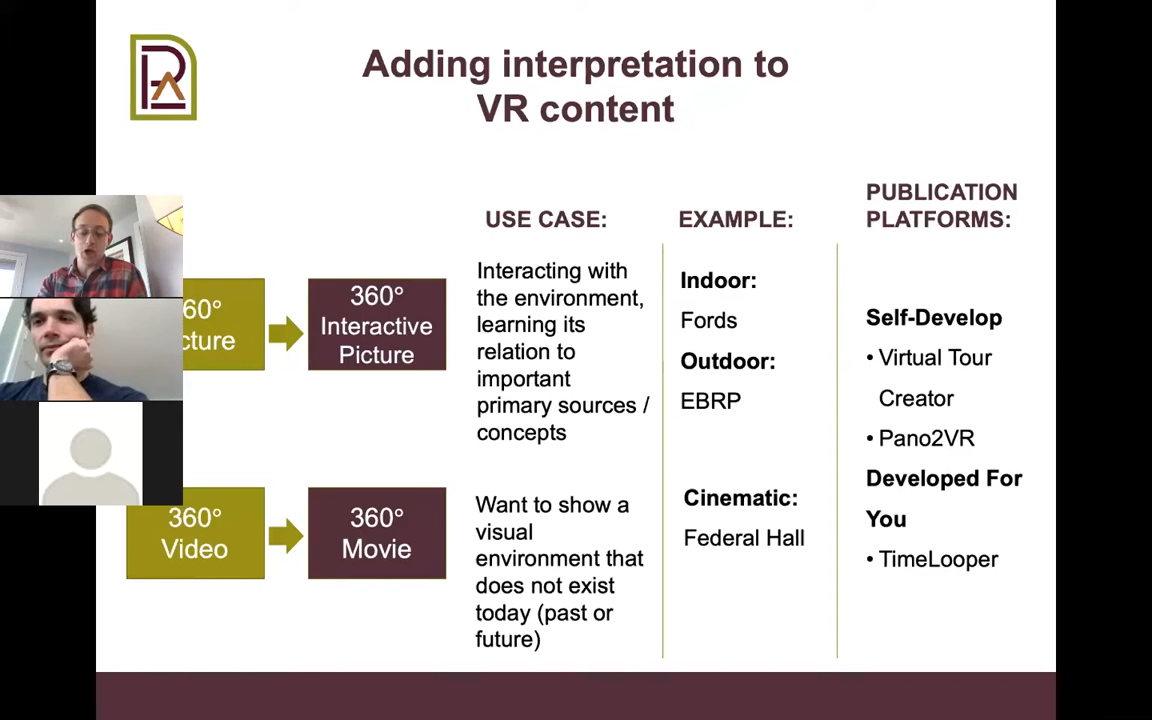 Adding interpretation to
VR content
USE CASE:
EXAMPLE:
PUBLICATION
PLATFORMS:
60°
cture
360°
Interactive
Picture
Interacting with
the environment,
learning its
relation to
important
primary sources /
concepts
Indoor:
Fords
Outdoor:
EBRP
Self-Develop
• Virtual Tour
Creator
• Pano2VR
Developed For
You
• TimeLooper
360°
Video
360°
Movie
Want to show a
visual
environment that
does not exist
today (past or
future)
Cinematic:
Federal Hall